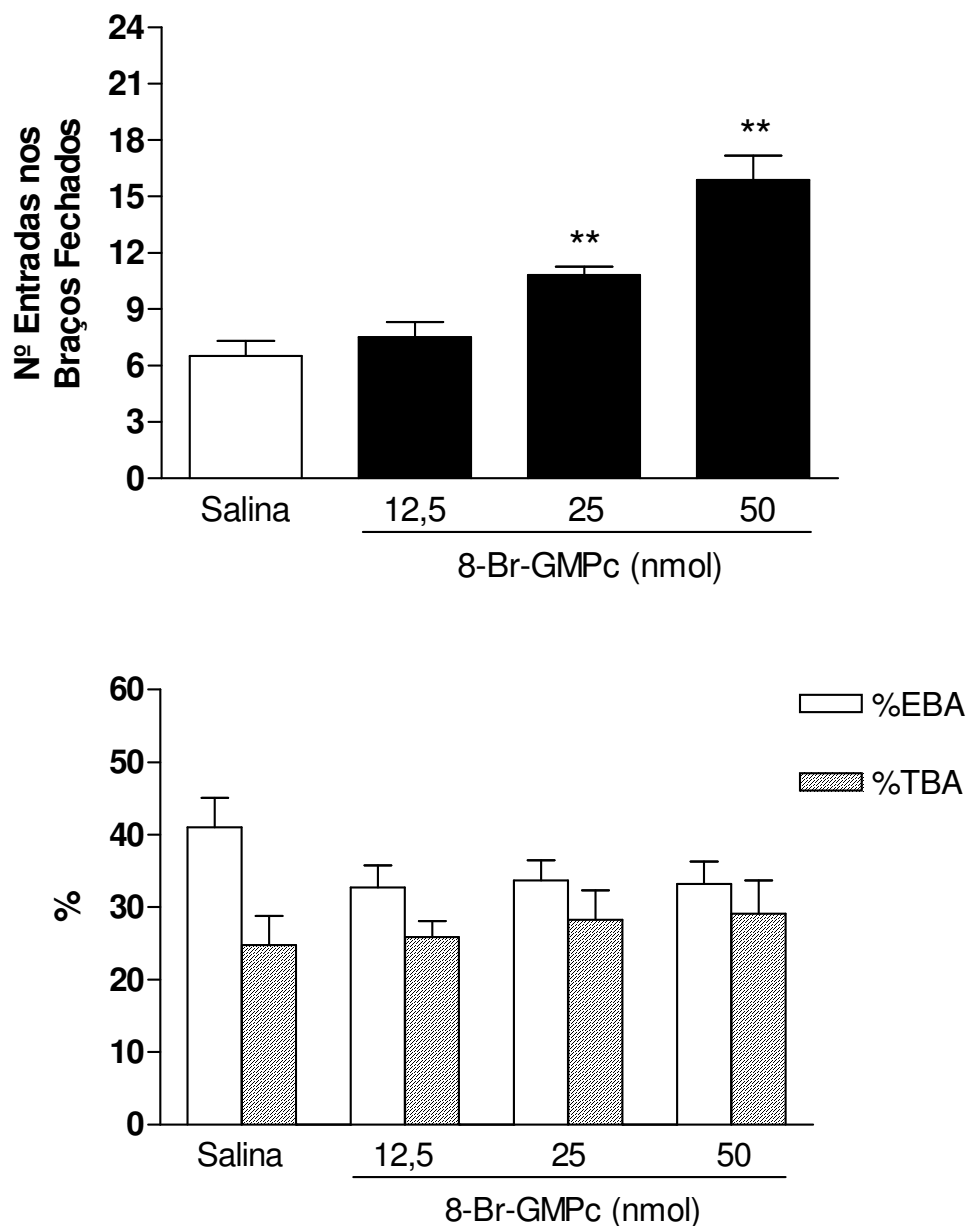 24
21
18
15
12
9
6
3
0
Nº Entradas nos
Braços Fechados
**
**
Salina 12,5 25 50
8-Br-GMPc (nmol)
60
50
40
30
20
10
0
%
%EBA
%TBA
Salina 12,5 25 50
8-Br-GMPc (nmol)